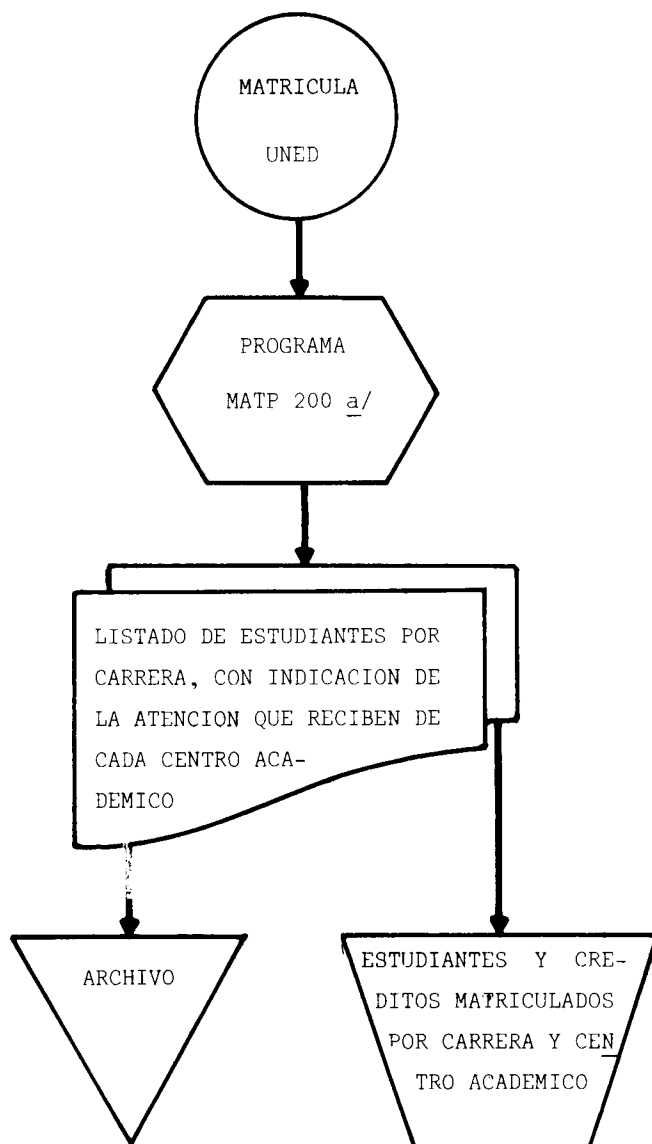 MATRICULA
UNED
PROGRAMA
MATP 200 a/
LISTADO DE ESTUDIANTES POR
CARRERA, CON INDICACION DE
LA ATENCION QUE RECIBEN DE
CADA CENTRO ACA-
DEMICO
ARCHIVO
ESTUDIANTES Y CRE-
DITOS MATRICULADOS
POR CARRERA Y CEN
TRO ACADEMICO